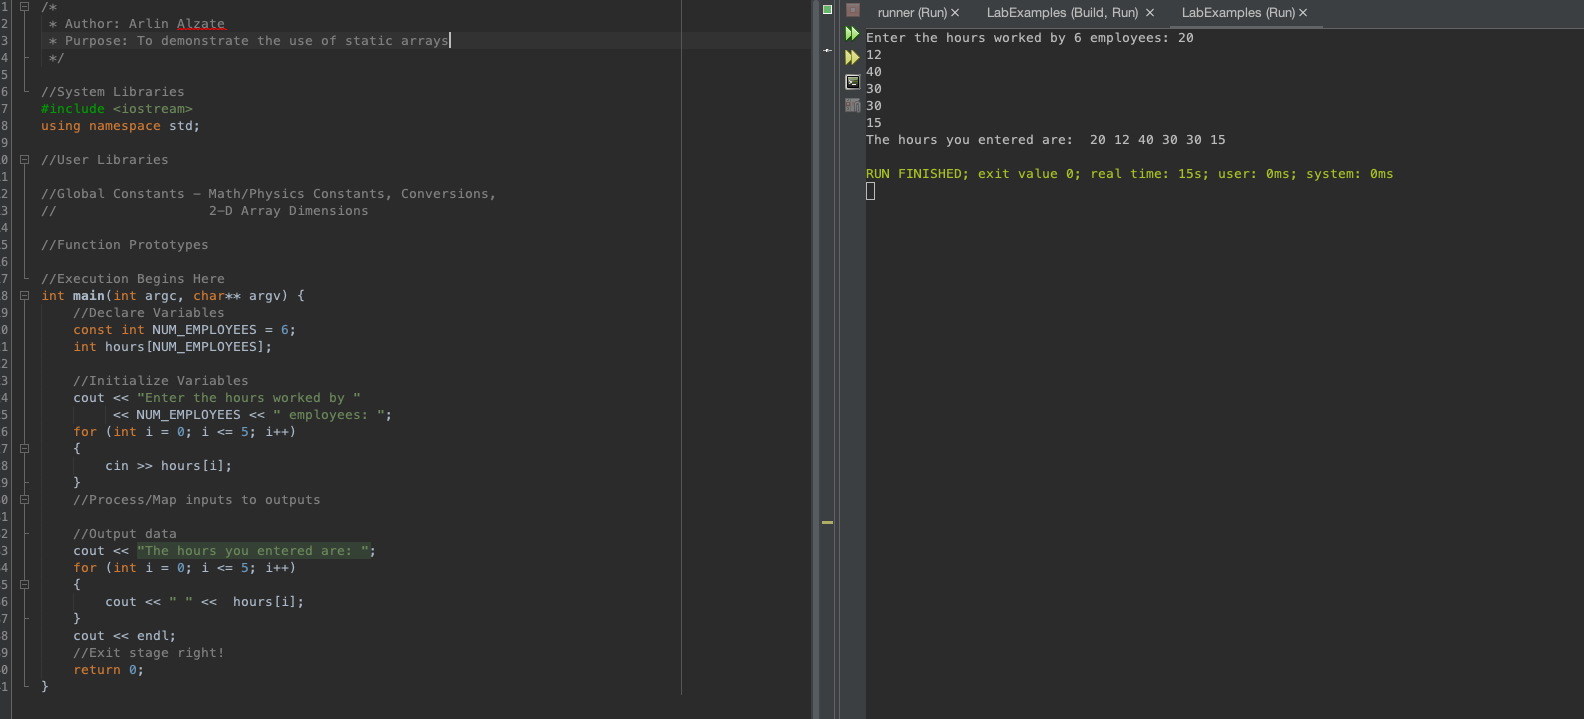 1 /*
2 * Author: Arlin Alzate
3 * Purpose: To demonstrate the use of static arrays
4 */
5
6 //System Libraries
7 #include <iostream>
8 using namespace std;
9
0 //User Libraries
1
2 //Global Constants - Math/Physics Constants, Conversions,
3 //                   2-D Array Dimensions
4
5 //Function Prototypes
6
7 //Execution Begins Here
8 int main(int argc, char** argv) {
9     //Declare Variables
0     const int NUM_EMPLOYEES = 6;
1     int hours[NUM_EMPLOYEES];
2
3     //Initialize Variables
4     cout << "Enter the hours worked by "
5          << NUM_EMPLOYEES << " employees: ";
6     for (int i = 0; i <= 5; i++)
7     {
8         cin >> hours[i];
9     }
0     //Process/Map inputs to outputs
1
2     //Output data
3     cout << "The hours you entered are: ";
4     for (int i = 0; i <= 5; i++)
5     {
6         cout << " " <<  hours[i];
7     }
8     cout << endl;
9     //Exit stage right!
0     return 0;
1 }
runner (Run) × LabExamples (Build, Run) × LabExamples (Run) ×
Enter the hours worked by 6 employees: 20
12
40
30
30
15
The hours you entered are:  20 12 40 30 30 15
RUN FINISHED; exit value 0; real time: 15s; user: 0ms; system: 0ms